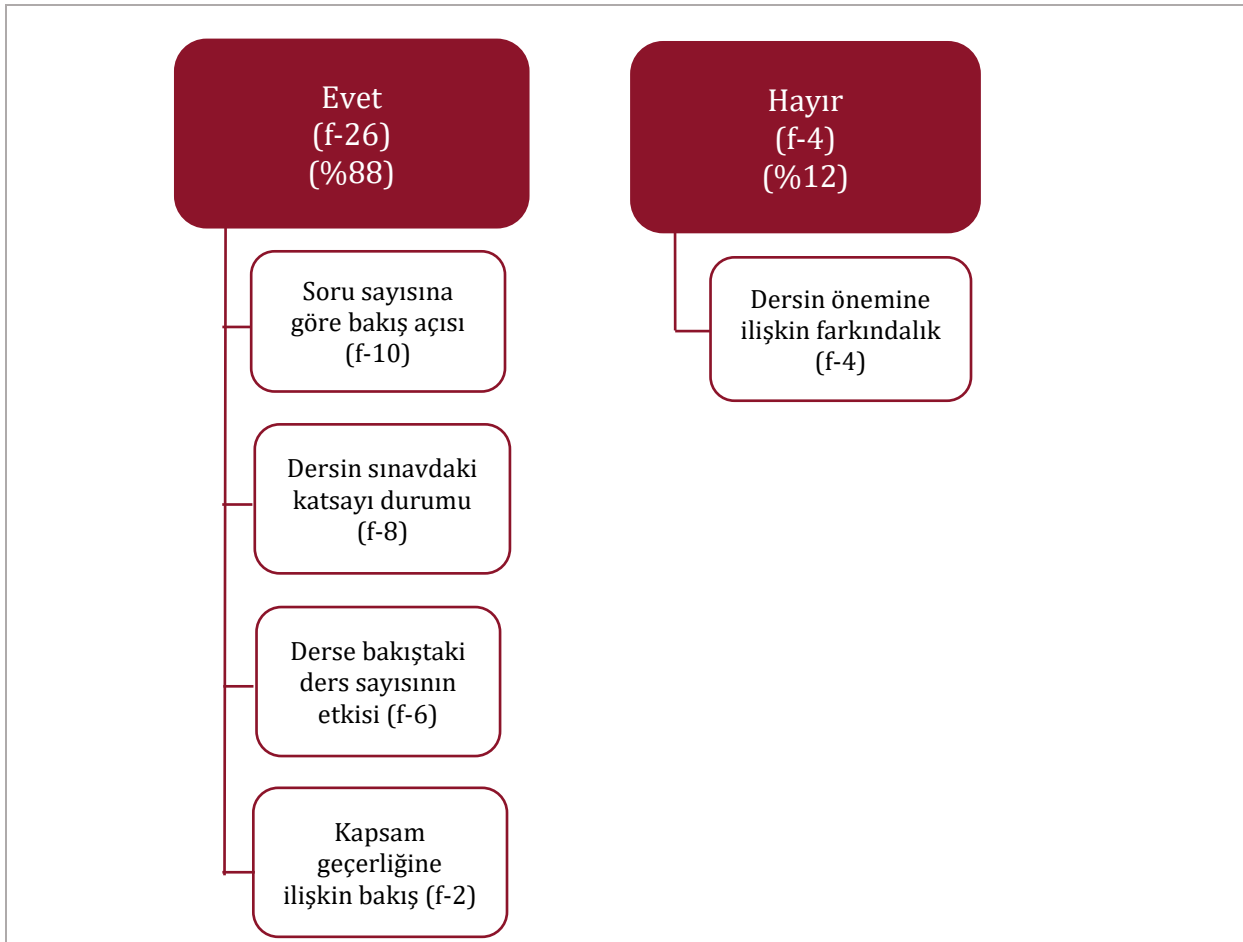 Evet
(f-26)
(%88)
Soru sayısına
göre bakış açısı
(f-10)
Dersin sınavdaki
katsayı durumu
(f-8)
Derse bakıştaki
ders sayısının
etkisi (f-6)
Kapsam
geçerliğine
ilişkin bakış (f-2)
Hayır
(f-4)
(%12)
Dersin önemine
ilişkin farkındalık
(f-4)